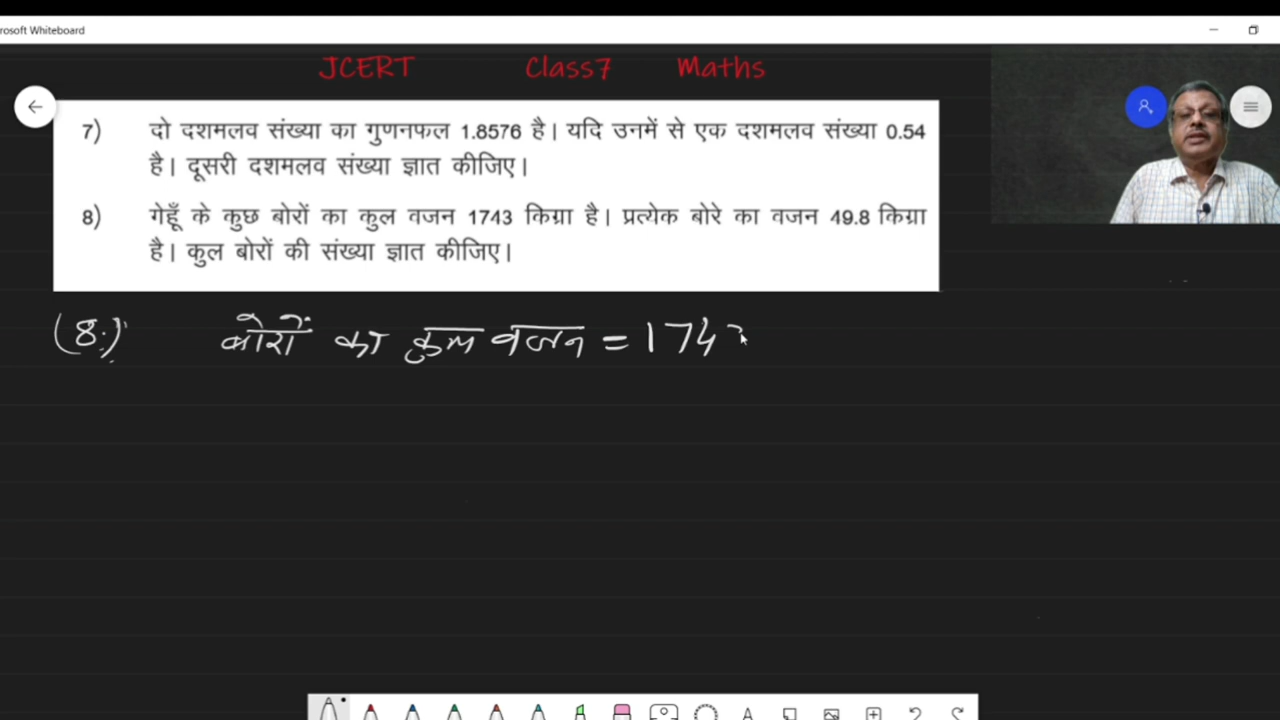 rosoft Whiteboard
JCERT Class7 Maths
7) दो दशमलव संख्या का गुणनफल 1.8576 है। यदि उनमें से एक दशमलव संख्या 0.54
है। दूसरी दशमलव संख्या ज्ञात कीजिए।
8) गेहूँ के कुछ बोरों का कुल वजन 1743 किग्रा है। प्रत्येक बोरे का वजन 49.8 किग्रा
है। कुल बोरों की संख्या ज्ञात कीजिए।
(8.) बोरों का कुल वजन = 1743